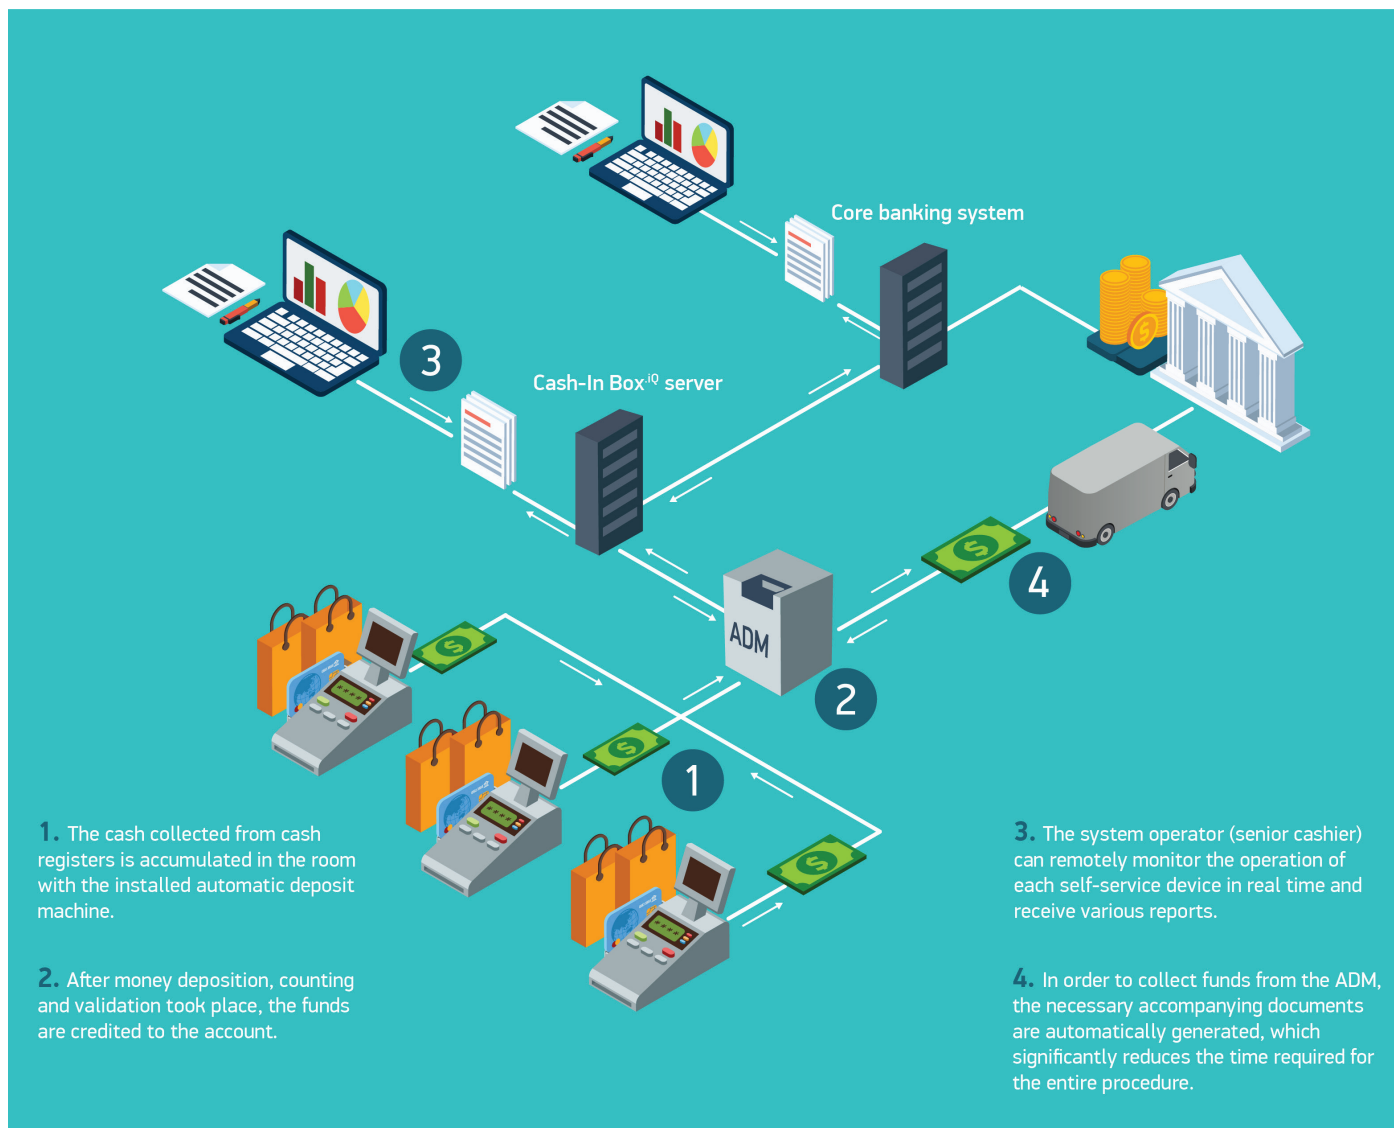 Core banking system
Cash-In Box.iQ server
3
ADM
4
2
1
1. The cash collected from cash
registers is accumulated in the room
with the installed automatic deposit
machine.
2. After money deposition, counting
and validation took place, the funds
are credited to the account.
3. The system operator (senior cashier)
can remotely monitor the operation of
each self-service device in real time and
receive various reports.
4. In order to collect funds from the ADM,
the necessary accompanying documents
are automatically generated, which
significantly reduces the time required for
the entire procedure.